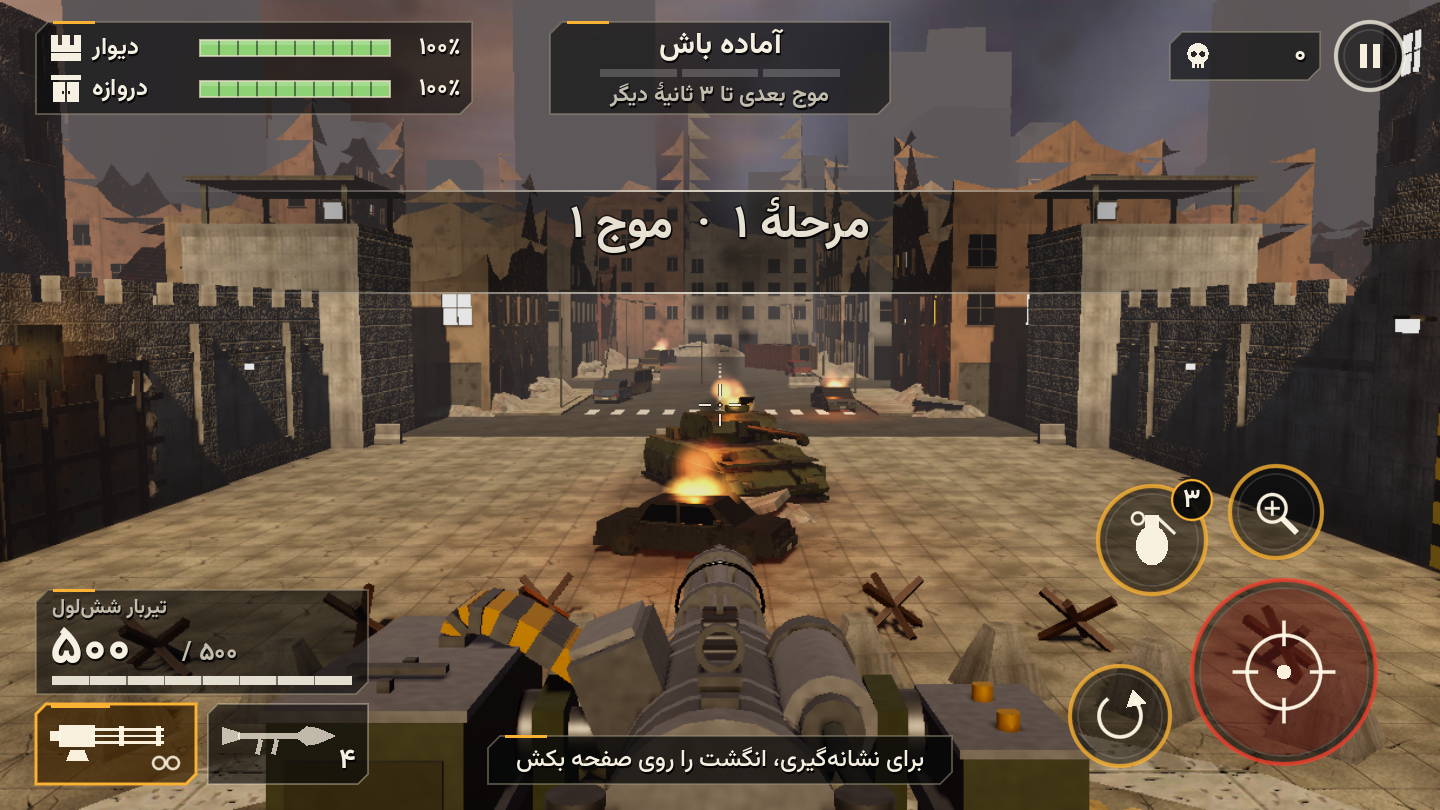 دیوار ۱۰۰٪
دروازه ۱۰۰٪
آماده باش
موج بعدی تا ۳ ثانیهٔ دیگر
۰
مرحلهٔ ۱ · موج ۱
۳
تیربار شش‌لول
۵۰۰ / ۵۰۰
∞
۴
برای نشانه‌گیری، انگشت را روی صفحه بکش